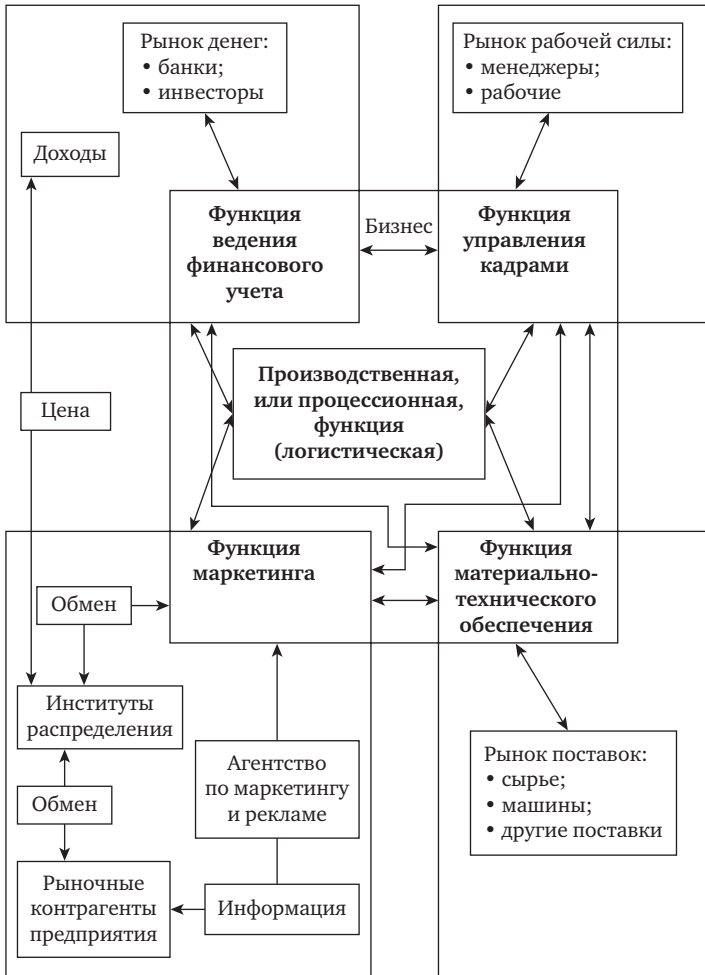 Рынок денег:
• банки;
• инвесторы
Рынок рабочей силы:
• менеджеры;
• рабочие
Доходы
Функция
ведения
финансового
учета
Бизнес
Функция
управления
кадрами
Производственная,
или процессионная,
функция
(логистическая)
Цена
Функция
маркетинга
Функция
материально-
технического
обеспечения
Обмен
Институты
распределения
Агентство
по маркетингу
и рекламе
Рынок поставок:
• сырье;
• машины;
• другие поставки
Обмен
Рыночные
контрагенты
предприятия
Информация